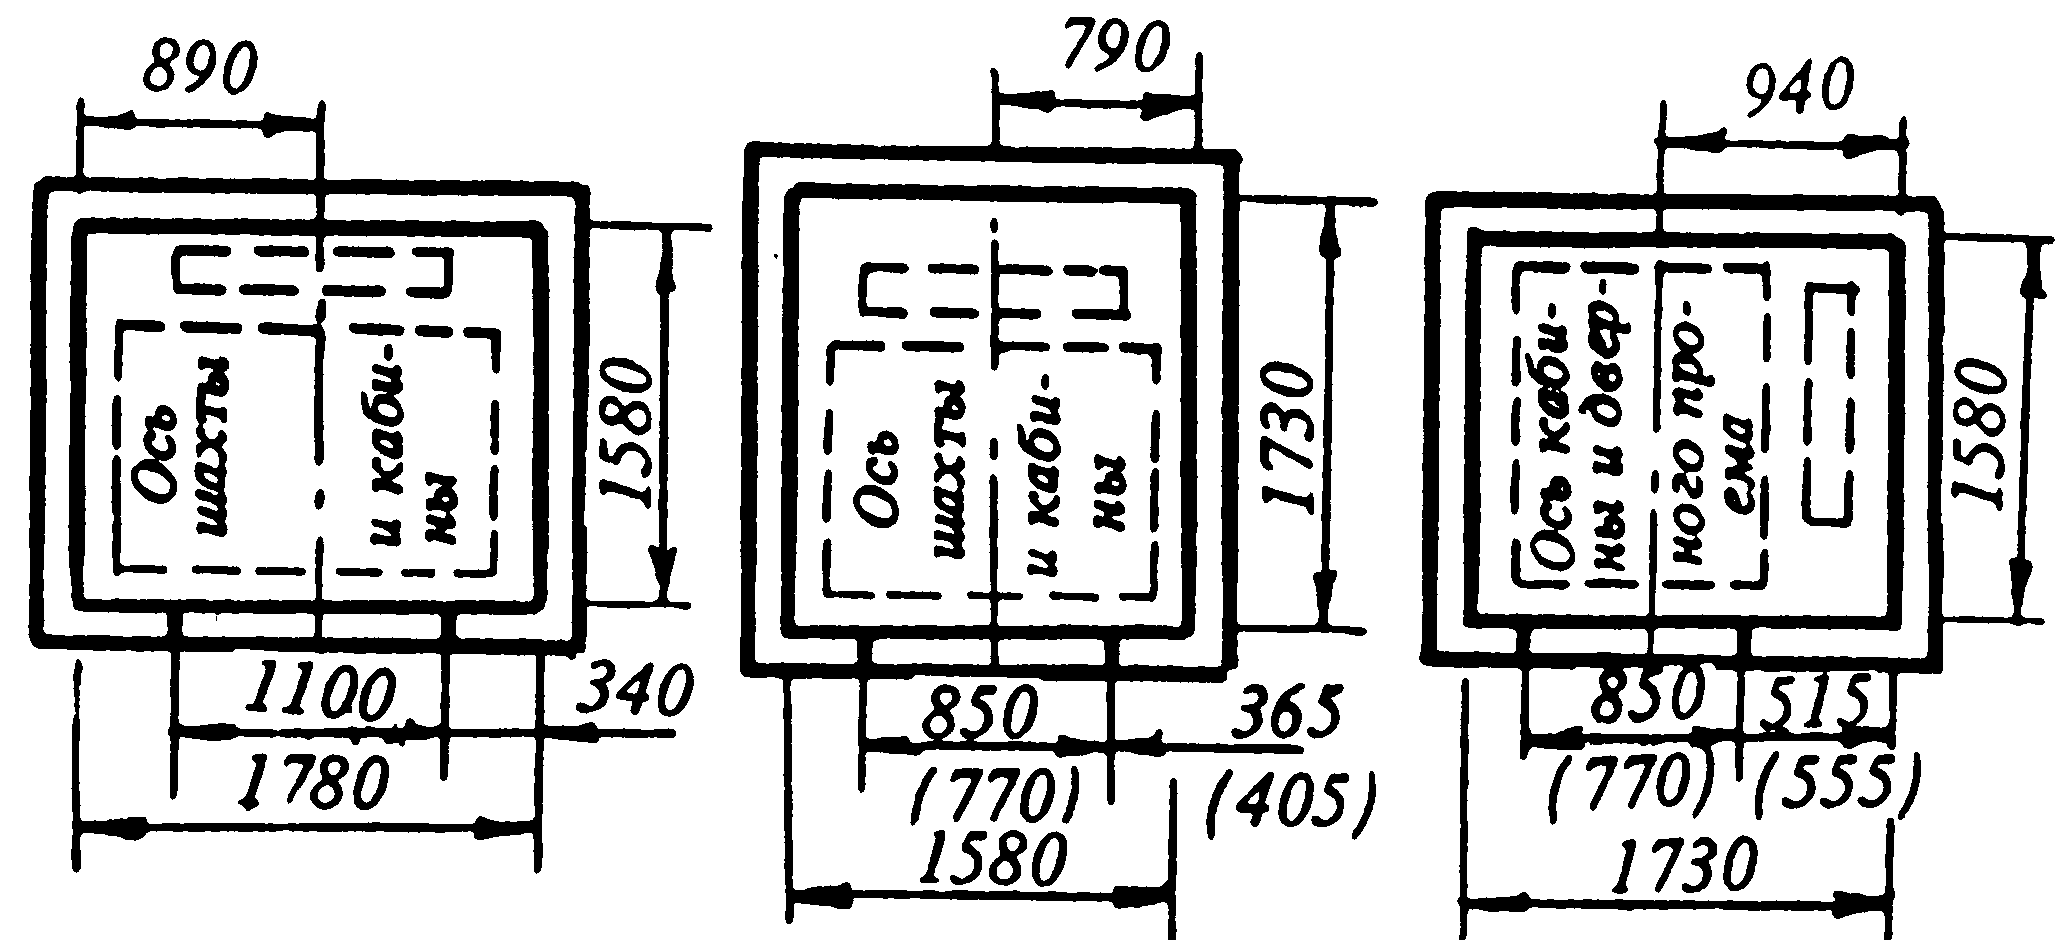 890
Ось
шахты
и каби-
ны
1580
1100
340
1780
790
Ось
шахты
и каби-
ны
1730
850
365
(770)
(405)
1580
940
Ось каби-
ны и двер-
ного про-
ема
1580
850
515
(770)
(555)
1730